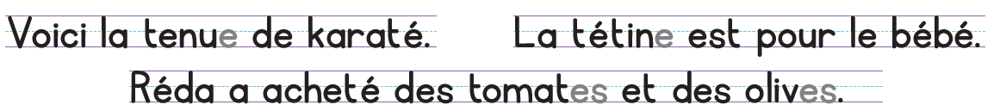 Voici la tenue de karaté. La tétine est pour le bébé.
Réda a acheté des tomates et des olives.